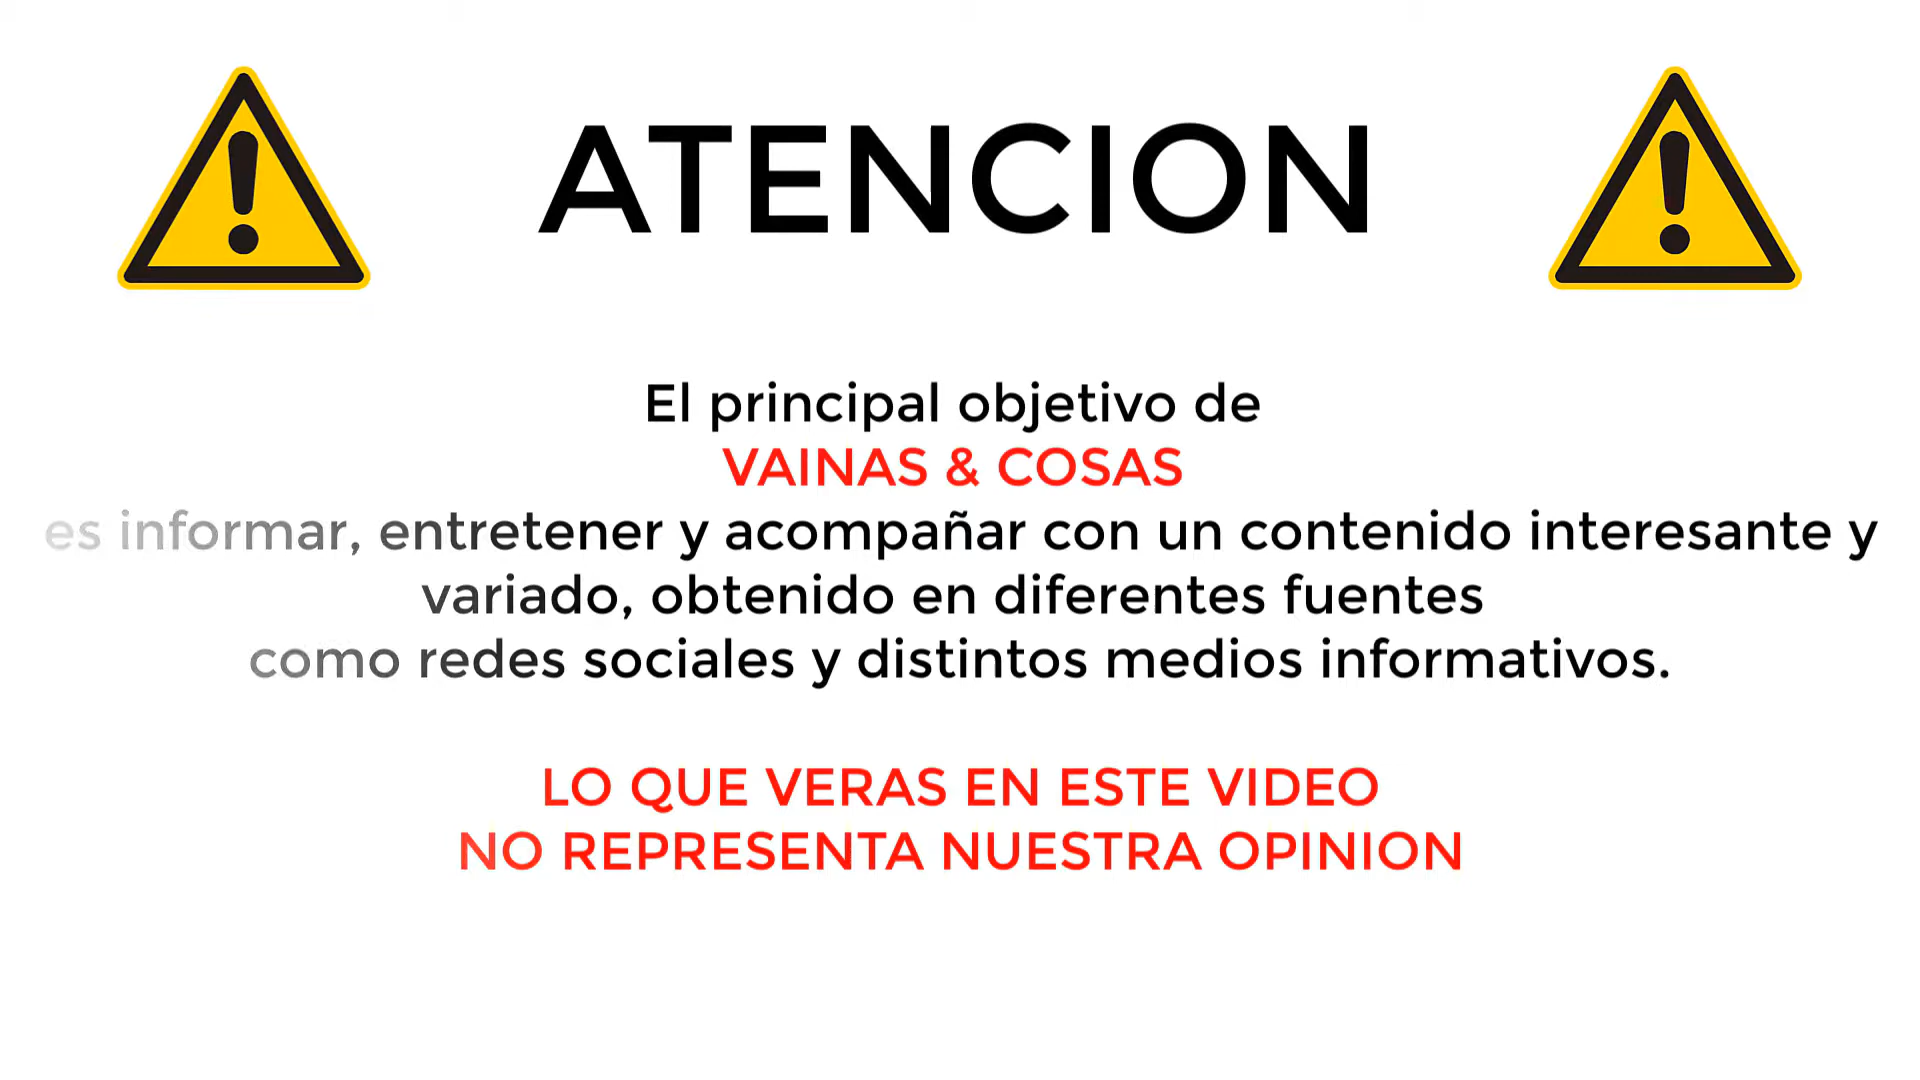 ATENCION
El principal objetivo de
VAINAS & COSAS
es informar, entretener y acompañar con un contenido interesante y
variado, obtenido en diferentes fuentes
como redes sociales y distintos medios informativos.
LO QUE VERAS EN ESTE VIDEO
NO REPRESENTA NUESTRA OPINION